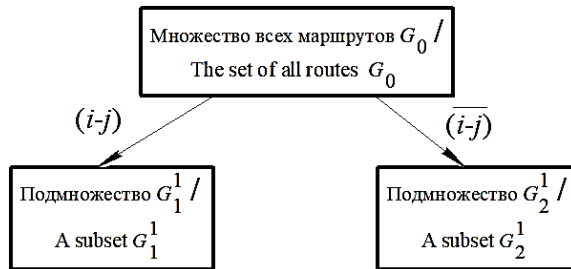 Множество всех маршрутов G₀ /
The set of all routes G₀
(i-j)
(i̅-̅j̅)
Подмножество G₁¹ /
A subset G₁¹
Подмножество G₂¹ /
A subset G₂¹